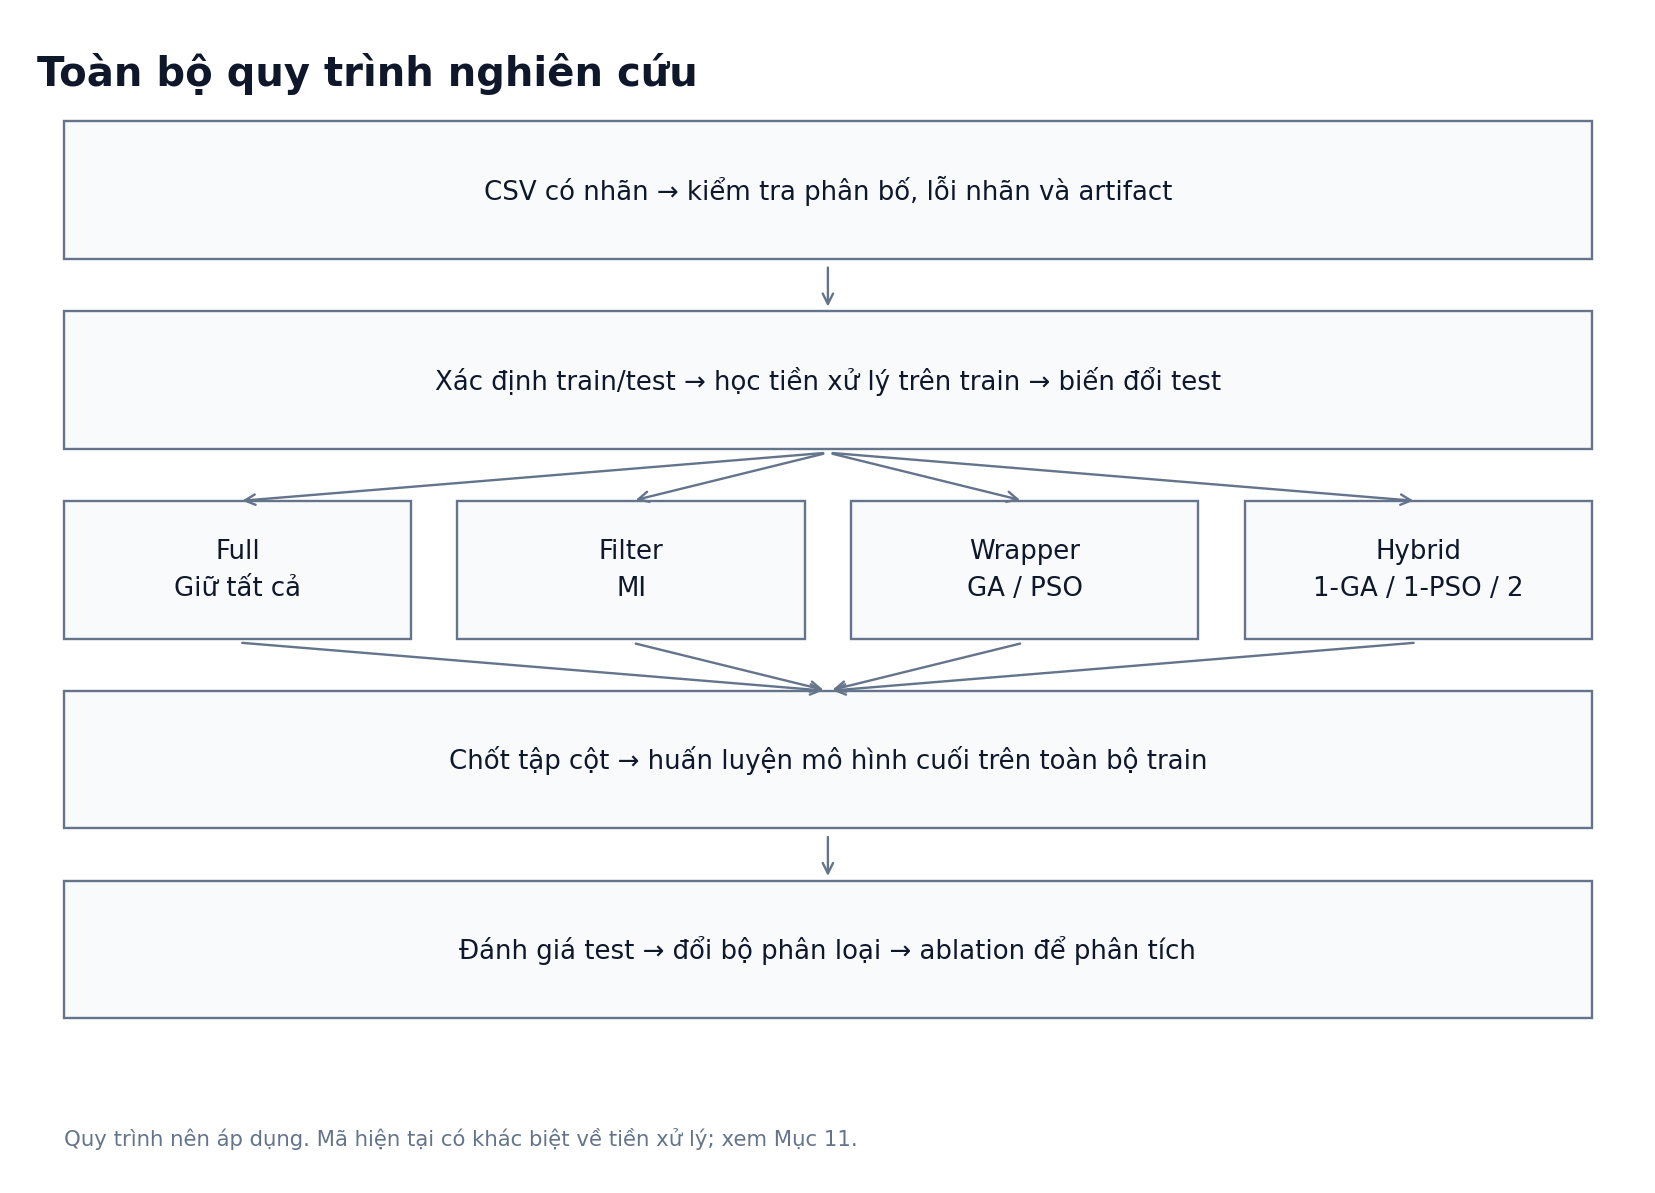 Toàn bộ quy trình nghiên cứu
CSV có nhãn → kiểm tra phân bố, lỗi nhãn và artifact
Xác định train/test → học tiền xử lý trên train → biến đổi test
Full
Giữ tất cả
Filter
MI
Wrapper
GA / PSO
Hybrid
1-GA / 1-PSO / 2
Chốt tập cột → huấn luyện mô hình cuối trên toàn bộ train
Đánh giá test → đổi bộ phân loại → ablation để phân tích
Quy trình nên áp dụng. Mã hiện tại có khác biệt về tiền xử lý; xem Mục 11.